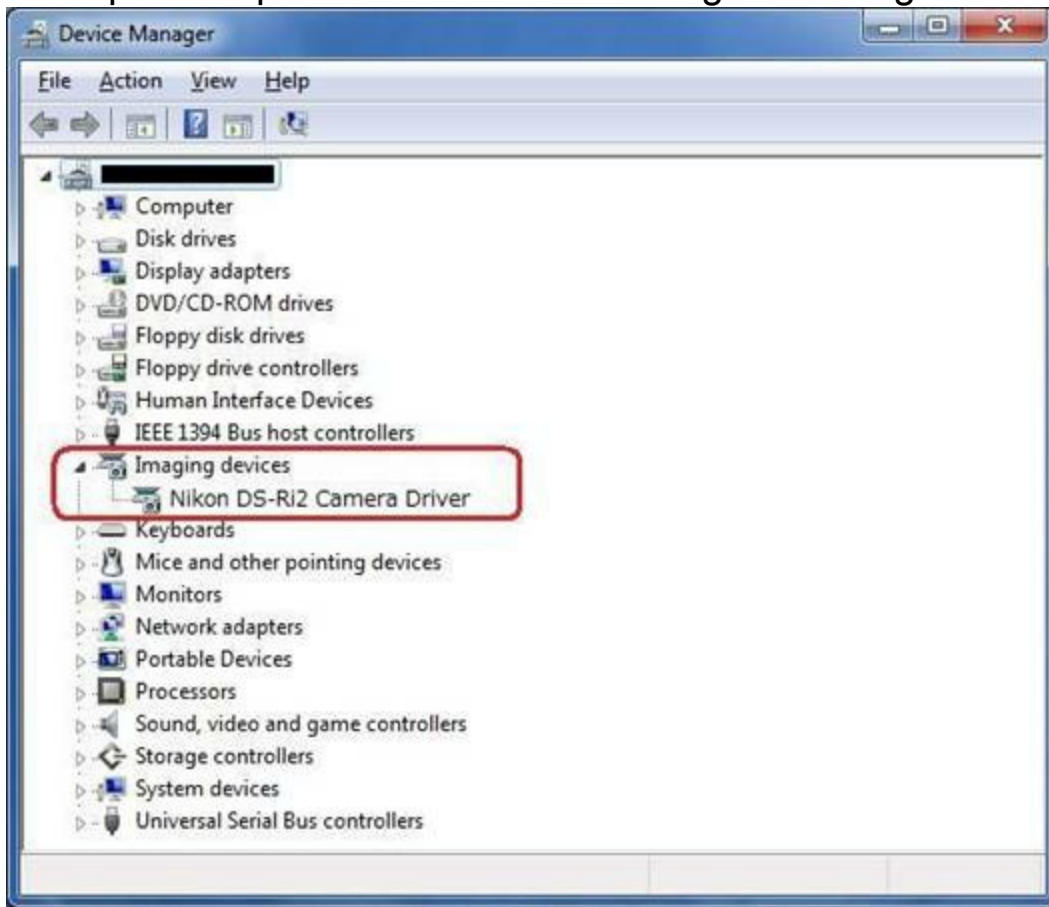 Device Manager
File Action View Help
Computer
Disk drives
Display adapters
DVD/CD-ROM drives
Floppy disk drives
Floppy drive controllers
Human Interface Devices
IEEE 1394 Bus host controllers
Imaging devices
Nikon DS-Ri2 Camera Driver
Keyboards
Mice and other pointing devices
Monitors
Network adapters
Portable Devices
Processors
Sound, video and game controllers
Storage controllers
System devices
Universal Serial Bus controllers